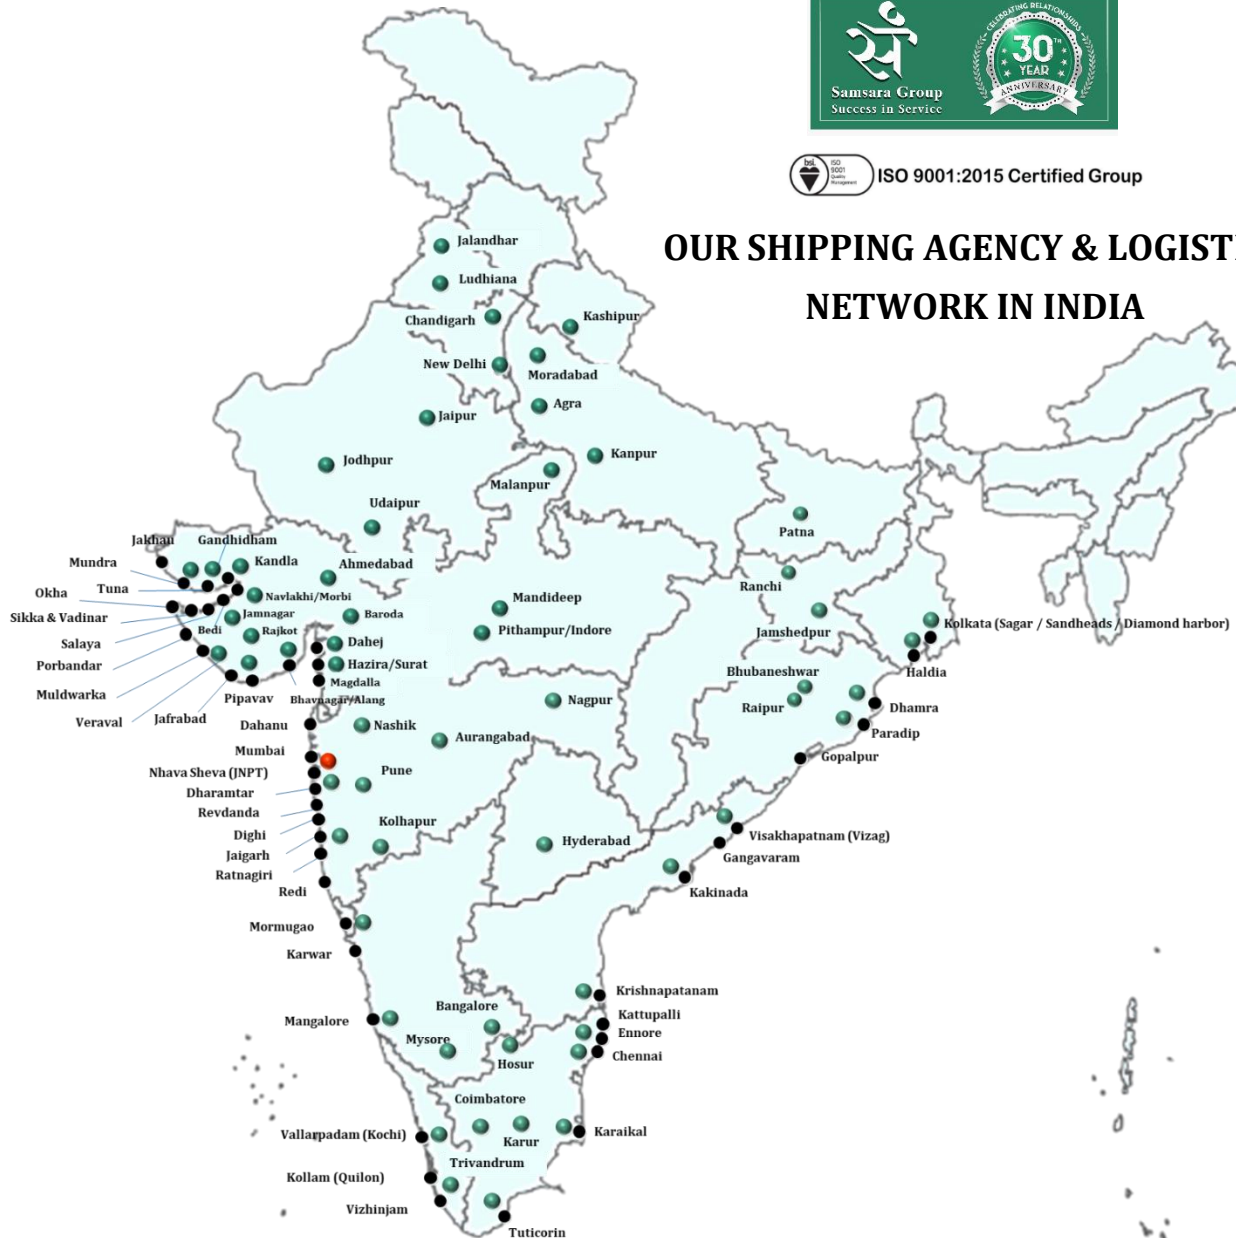 सं
Samsara Group
Success in Service
CELEBRATING RELATIONSHIPS
30TH
YEAR
ANNIVERSARY
bsi.
ISO
9001
Quality
Management
ISO 9001:2015 Certified Group
OUR SHIPPING AGENCY & LOGISTI
NETWORK IN INDIA
Jalandhar
Ludhiana
Chandigarh
Kashipur
New Delhi
Moradabad
Agra
Jaipur
Kanpur
Jodhpur
Malanpur
Udaipur
Patna
Jakhau
Gandhidham
Mundra
Kandla
Ahmedabad
Tuna
Okha
Navlakhi/Morbi
Ranchi
Mandideep
Sikka & Vadinar
Jamnagar
Baroda
Salaya
Bedi
Rajkot
Pithampur/Indore
Jamshedpur
Kolkata (Sagar / Sandheads / Diamond harbor)
Dahej
Porbandar
Hazira/Surat
Haldia
Bhubaneshwar
Magdalla
Muldwarka
Pipavav
Bhavnagar/Alang
Nagpur
Raipur
Dhamra
Veraval
Jafrabad
Dahanu
Nashik
Aurangabad
Paradip
Mumbai
Gopalpur
Nhava Sheva (JNPT)
Pune
Dharamtar
Revdanda
Kolhapur
Dighi
Hyderabad
Visakhapatnam (Vizag)
Jaigarh
Gangavaram
Ratnagiri
Redi
Kakinada
Mormugao
Karwar
Krishnapatanam
Bangalore
Kattupalli
Mangalore
Ennore
Mysore
Chennai
Hosur
Coimbatore
Vallarpadam (Kochi)
Karur
Karaikal
Trivandrum
Kollam (Quilon)
Vizhinjam
Tuticorin